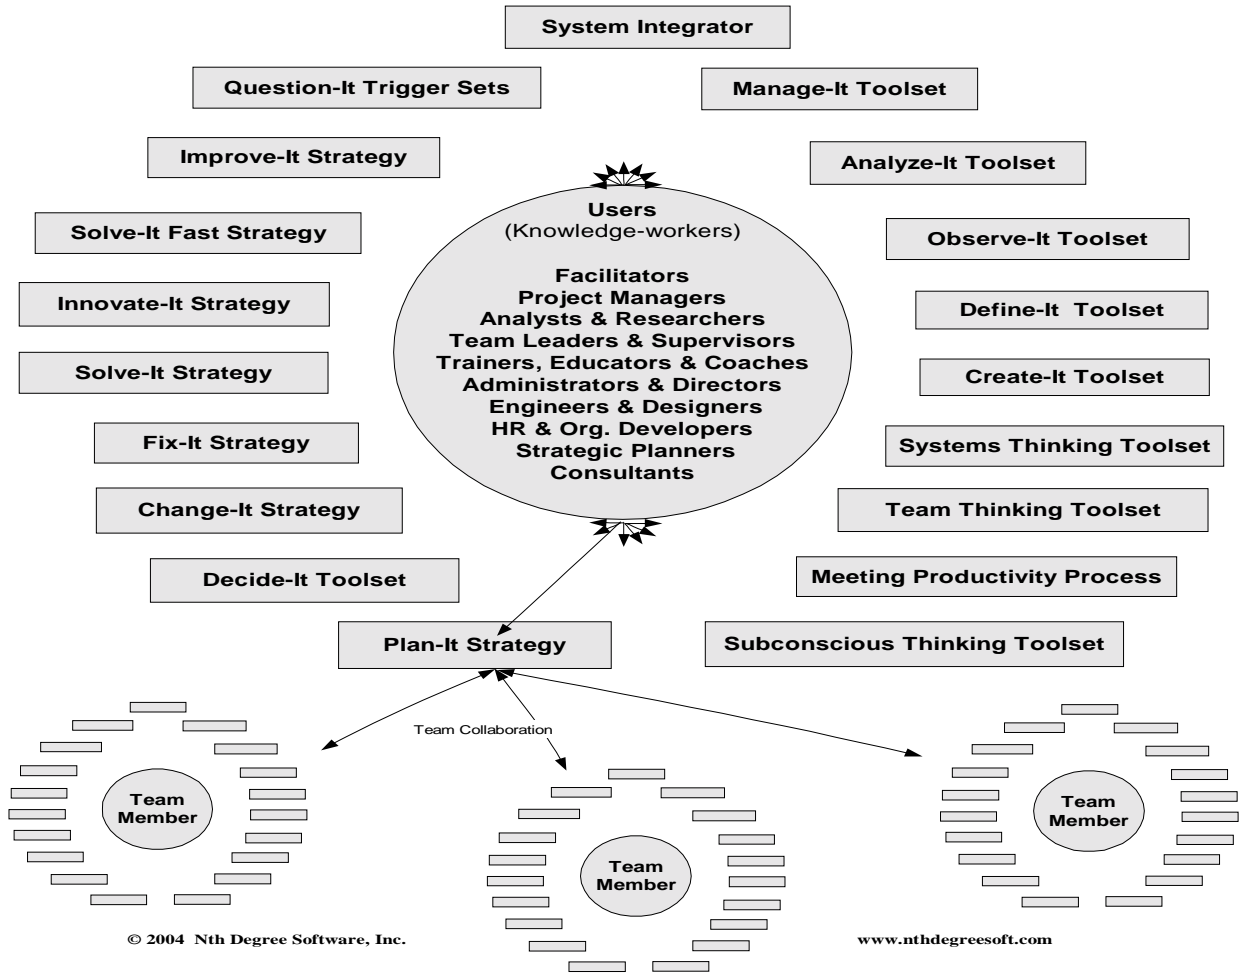 System Integrator
Question-It Trigger Sets
Manage-It Toolset
Improve-It Strategy
Analyze-It Toolset
Users
(Knowledge-workers)
Solve-It Fast Strategy
Observe-It Toolset
Facilitators
Project Managers
Analysts & Researchers
Team Leaders & Supervisors
Trainers, Educators & Coaches
Administrators & Directors
Engineers & Designers
HR & Org. Developers
Strategic Planners
Consultants
Innovate-It Strategy
Define-It  Toolset
Solve-It Strategy
Create-It Toolset
Fix-It Strategy
Systems Thinking Toolset
Change-It Strategy
Team Thinking Toolset
Decide-It Toolset
Meeting Productivity Process
Plan-It Strategy
Subconscious Thinking Toolset
Team Collaboration
Team
Member
Team
Member
Team
Member
© 2004  Nth Degree Software, Inc.
www.nthdegreesoft.com